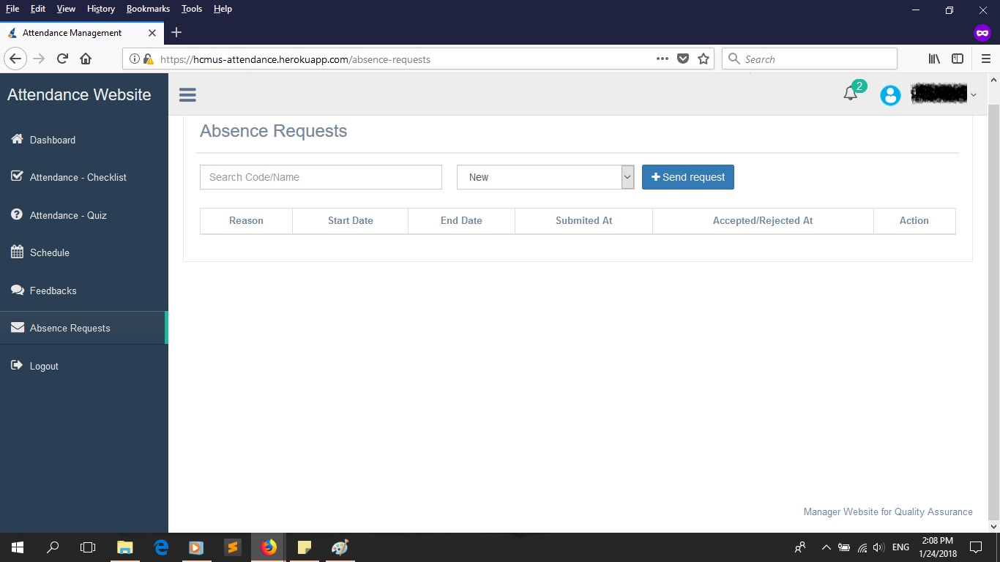 File Edit View History Bookmarks Tools Help
Attendance Management
https://hcmus-attendance.herokuapp.com/absence-requests
Search
Attendance Website
2
Dashboard
Attendance - Checklist
Attendance - Quiz
Schedule
Feedbacks
Absence Requests
Logout
Absence Requests
Search Code/Name
New
Send request
Reason Start Date End Date Submited At Accepted/Rejected At Action
Manager Website for Quality Assurance
ENG
2:08 PM
1/24/2018